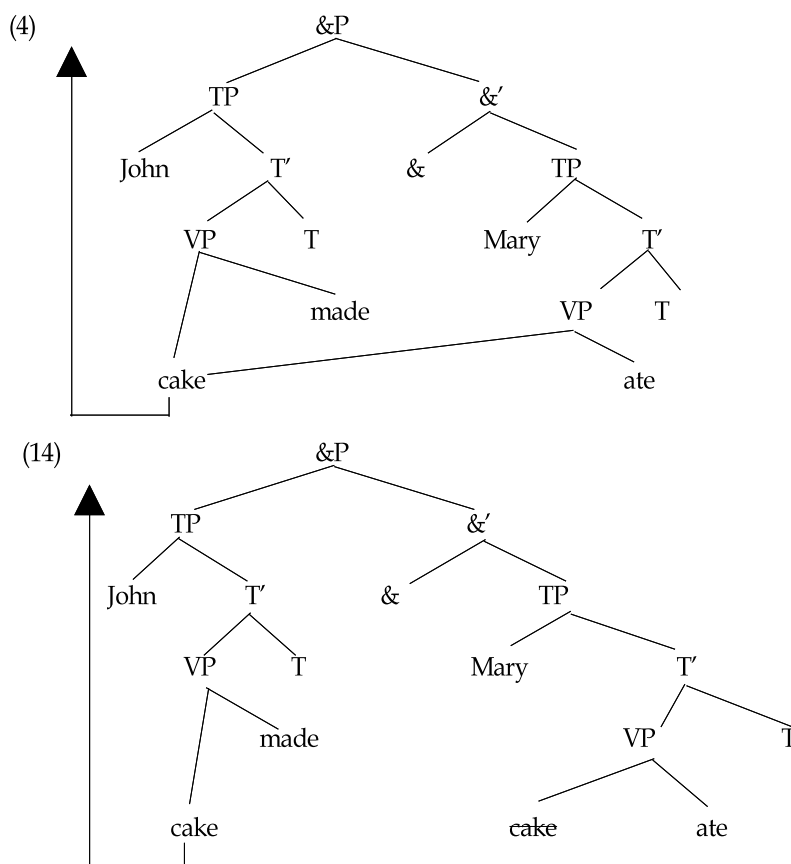 (4) &P
TP &′
John T′ & TP
VP T Mary T′
made VP T
cake ate
(14) &P
TP &′
John T′ & TP
VP T Mary T′
made VP T
cake cake ate